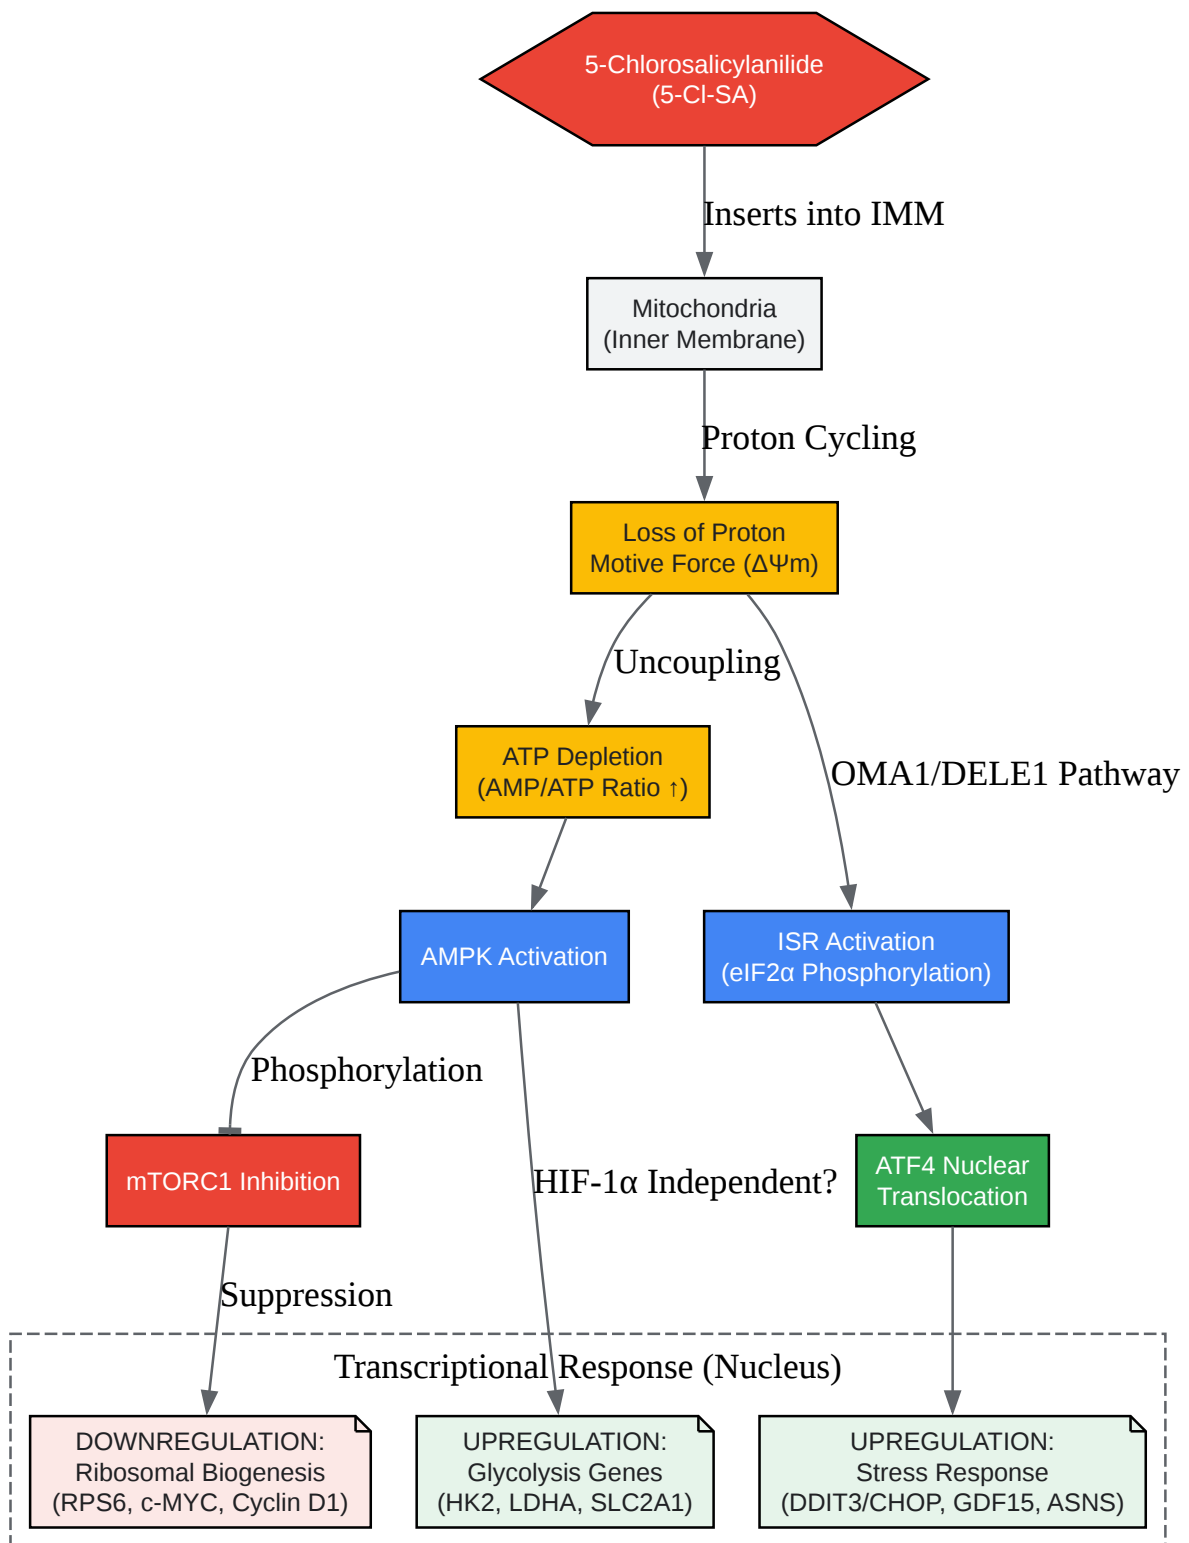 5-Chlorosalicylanilide
(5-Cl-SA)
Inserts into IMM
Mitochondria
(Inner Membrane)
Proton Cycling
Loss of Proton
Motive Force (ΔΨm)
Uncoupling
ATP Depletion
(AMP/ATP Ratio ↑)
OMA1/DELE1 Pathway
AMPK Activation
ISR Activation
(eIF2α Phosphorylation)
Phosphorylation
mTORC1 Inhibition
HIF-1α Independent?
ATF4 Nuclear
Translocation
Suppression
Transcriptional Response (Nucleus)
DOWNREGULATION:
Ribosomal Biogenesis
(RPS6, c-MYC, Cyclin D1)
UPREGULATION:
Glycolysis Genes
(HK2, LDHA, SLC2A1)
UPREGULATION:
Stress Response
(DDIT3/CHOP, GDF15, ASNS)